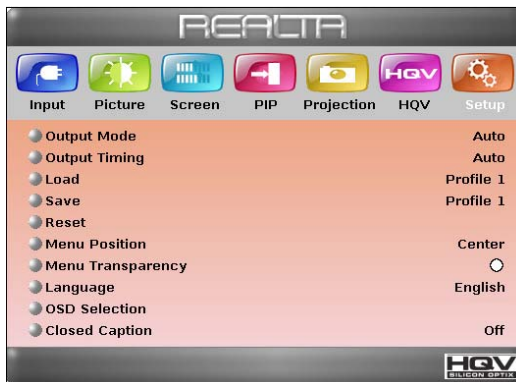 REALTA
HQV
Input Picture Screen PIP Projection HQV Setup
Output Mode Auto
Output Timing Auto
Load Profile 1
Save Profile 1
Reset
Menu Position Center
Menu Transparency
Language English
OSD Selection
Closed Caption Off
HQV
SILICON OPTIX